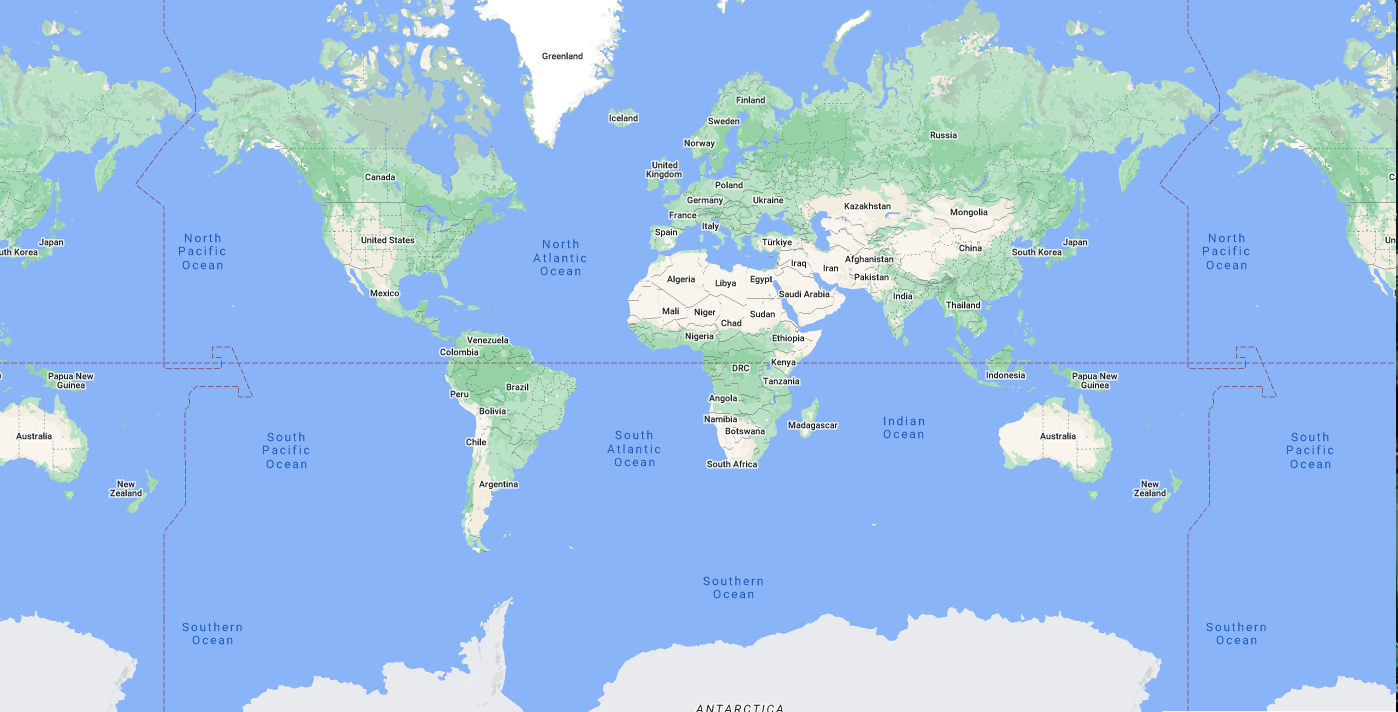 Greenland
Finland
Iceland
Sweden
Russia
Norway
United
Kingdom
Canada
Poland
Germany
Ukraine
Kazakhstan
Mongolia
France
Italy
Spain
Japan
uth Korea
North
Pacific
Ocean
United States
North
Atlantic
Ocean
Türkiye
China
South Korea
Japan
North
Pacific
Ocean
Un
Iraq
Iran
Afghanistan
Pakistan
Algeria
Libya
Egypt
Mexico
Saudi Arabia
India
Thailand
Mali
Niger
Chad
Sudan
Nigeria
Ethiopia
Venezuela
Colombia
DRC
Kenya
Indonesia
Papua New
Guinea
Papua New
Guinea
Tanzania
Peru
Brazil
Angola
Bolivia
Namibia
Botswana
Madagascar
Indian
Ocean
Australia
South
Pacific
Ocean
Chile
South
Atlantic
Ocean
Australia
South
Pacific
Ocean
South Africa
New
Zealand
Argentina
New
Zealand
Southern
Ocean
Southern
Ocean
Southern
Ocean
ANTARCTICA